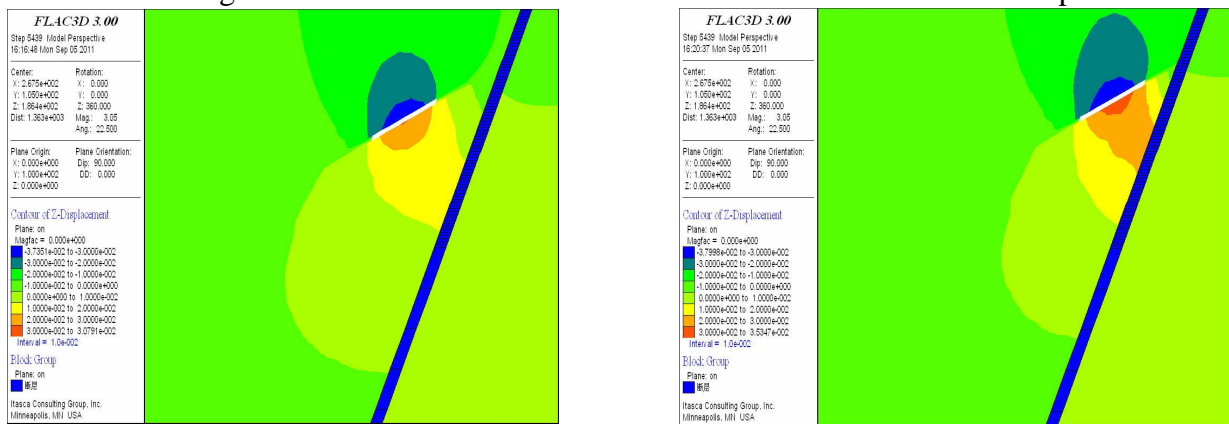 FLAC3D 3.00
Step 5439 Model Perspective
16:16:48 Mon Sep 05 2011
Center: Rotation:
X: 2.675e+002 X: 0.000
Y: 1.050e+002 Y: 0.000
Z: 1.864e+002 Z: 360.000
Dist: 1.363e+003 Mag.: 3.05
Ang.: 22.500
Plane Origin: Plane Orientation:
X: 0.000e+000 Dip: 90.000
Y: 1.000e+002 DD: 0.000
Z: 0.000e+000
Contour of Z-Displacement
Plane: on
Magfac = 0.000e+000
-3.7351e-002 to -3.0000e-002
-3.0000e-002 to -2.0000e-002
-2.0000e-002 to -1.0000e-002
-1.0000e-002 to 0.0000e+000
0.0000e+000 to 1.0000e-002
1.0000e-002 to 2.0000e-002
2.0000e-002 to 3.0000e-002
3.0000e-002 to 3.0791e-002
Interval = 1.0e-002
Block Group
Plane: on
断层
Itasca Consulting Group, Inc.
Minneapolis, MN USA
FLAC3D 3.00
Step 5439 Model Perspective
16:20:37 Mon Sep 05 2011
Center: Rotation:
X: 2.675e+002 X: 0.000
Y: 1.050e+002 Y: 0.000
Z: 1.864e+002 Z: 360.000
Dist: 1.363e+003 Mag.: 3.05
Ang.: 22.500
Plane Origin: Plane Orientation:
X: 0.000e+000 Dip: 90.000
Y: 1.000e+002 DD: 0.000
Z: 0.000e+000
Contour of Z-Displacement
Plane: on
Magfac = 0.000e+000
-3.7998e-002 to -3.0000e-002
-3.0000e-002 to -2.0000e-002
-2.0000e-002 to -1.0000e-002
-1.0000e-002 to 0.0000e+000
0.0000e+000 to 1.0000e-002
1.0000e-002 to 2.0000e-002
2.0000e-002 to 3.0000e-002
3.0000e-002 to 3.5347e-002
Interval = 1.0e-002
Block Group
Plane: on
断层
Itasca Consulting Group, Inc.
Minneapolis, MN USA